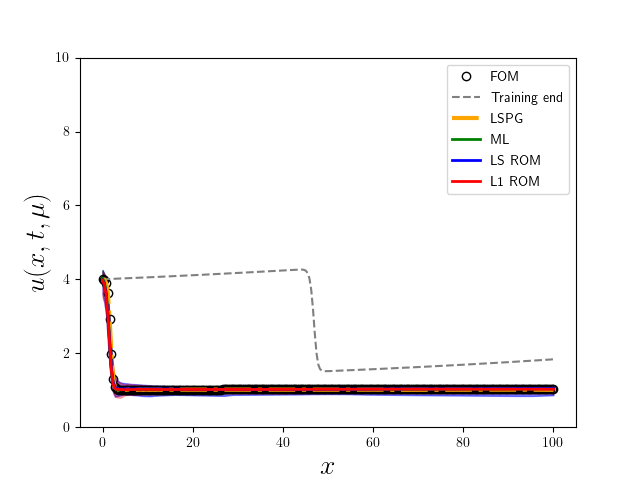 10
8
6
4
2
0
u(x, t, μ)
0 20 40 60 80 100
x
FOM
Training end
LSPG
ML
LS ROM
L1 ROM